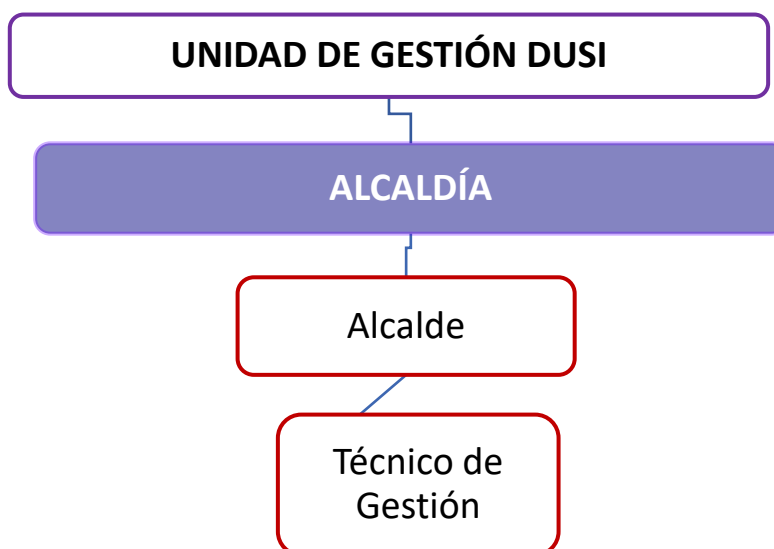 UNIDAD DE GESTIÓN DUSI
ALCALDÍA
Alcalde
Técnico de
Gestión